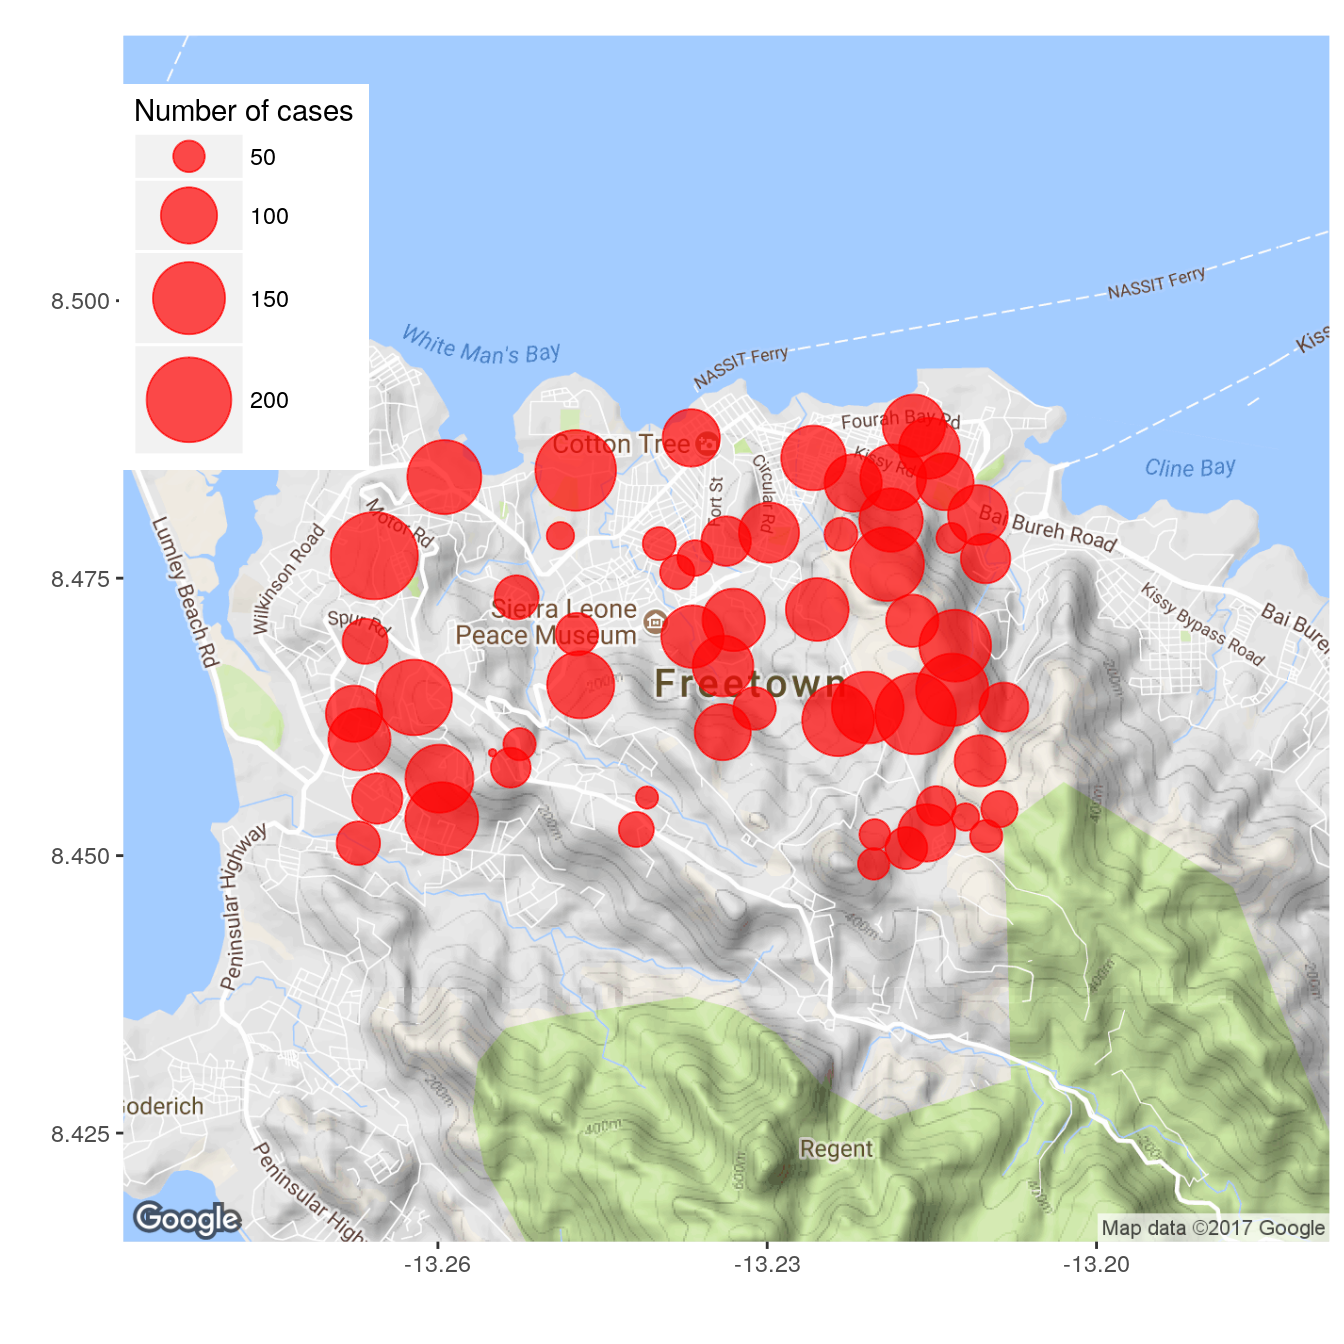 Number of cases
50
100
150
200
8.500
8.475
8.450
8.425
-13.26
-13.23
-13.20
White Man's Bay
NASSIT Ferry
NASSIT Ferry
Kiss
Cline Bay
Fourah Bay Rd
Kissy Rd
Cotton Tree
Circular Rd
Fort St
Bai Bureh Road
Motor Rd
Lumley Beach Rd
Wilkinson Road
Spur Rd
Sierra Leone
Peace Museum
Kissy Bypass Road
Bai Bure
Freetown
200m
200m
200m
400m
400m
400m
200m
200m
400m
600m
400m
200m
Peninsular Highway
Peninsular High
oderich
Regent
Google
Map data ©2017 Google